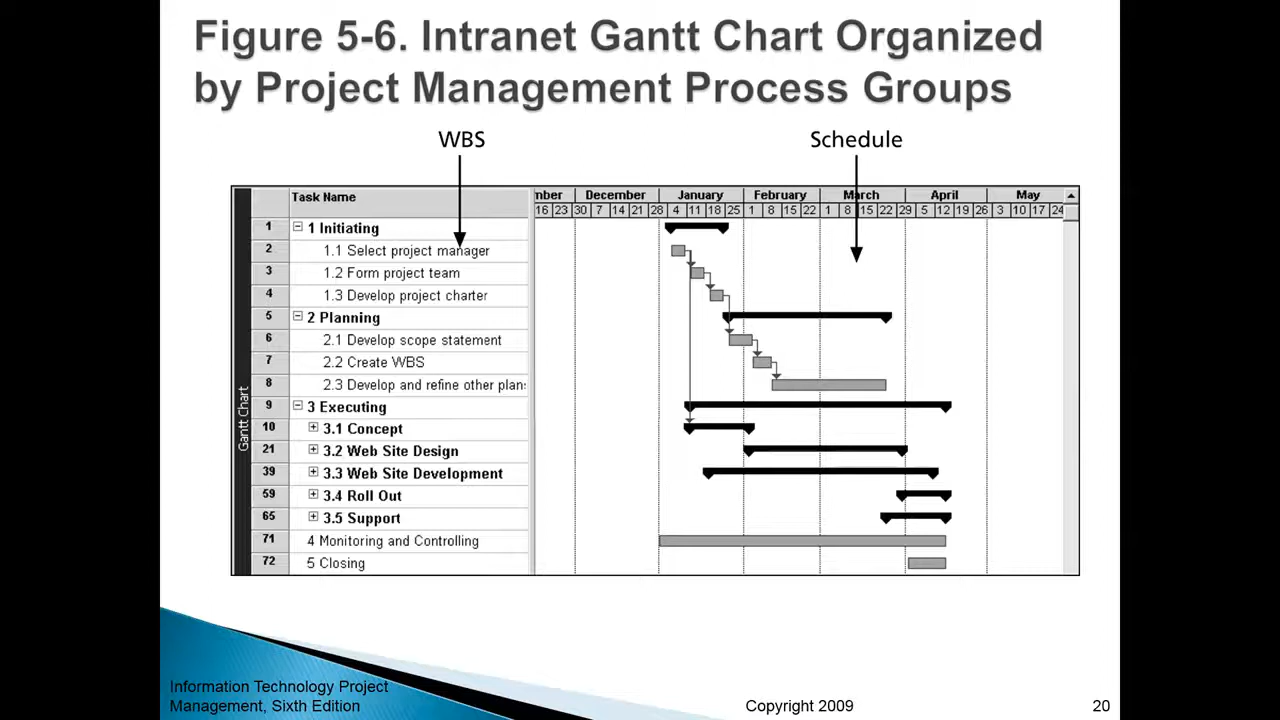 Figure 5-6. Intranet Gantt Chart Organized
by Project Management Process Groups
WBS
Schedule
Task Name
mber December January February March April May
16 23 30 7 14 21 28 4 11 18 25 1 8 15 22 1 8 15 22 29 5 12 19 26 3 10 17 24
1 1 Initiating
2 1.1 Select project manager
3 1.2 Form project team
4 1.3 Develop project charter
5 2 Planning
6 2.1 Develop scope statement
7 2.2 Create WBS
8 2.3 Develop and refine other plans
9 3 Executing
10 3.1 Concept
21 3.2 Web Site Design
39 3.3 Web Site Development
59 3.4 Roll Out
65 3.5 Support
71 4 Monitoring and Controlling
72 5 Closing
Gantt Chart
Information Technology Project
Management, Sixth Edition
Copyright 2009
20